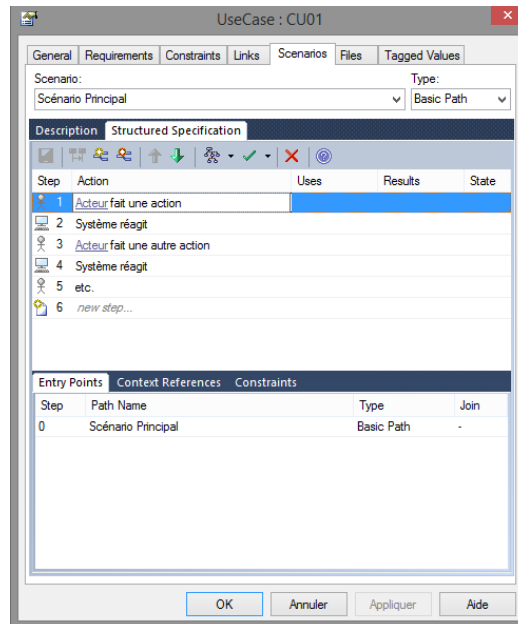 UseCase : CU01
General Requirements Constraints Links Scenarios Files Tagged Values
Scenario: Type:
Scénario Principal Basic Path
Description Structured Specification
Step Action Uses Results State
1 Acteur fait une action
2 Système réagit
3 Acteur fait une autre action
4 Système réagit
5 etc.
6 new step...
Entry Points Context References Constraints
Step Path Name Type Join
0 Scénario Principal Basic Path -
OK Annuler Appliquer Aide